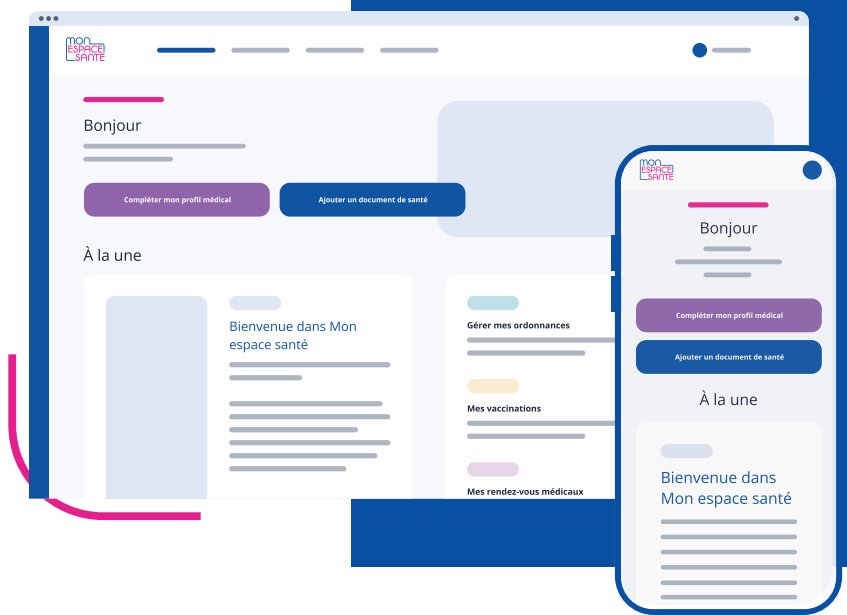 MON
ESPACE
SANTE
Bonjour
Compléter mon profil médical
Ajouter un document de santé
À la une
Bienvenue dans Mon
espace santé
Gérer mes ordonnances
Mes vaccinations
Mes rendez-vous médicaux
MON
ESPACE
SANTE
Bonjour
Compléter mon profil médical
Ajouter un document de santé
À la une
Bienvenue dans
Mon espace santé